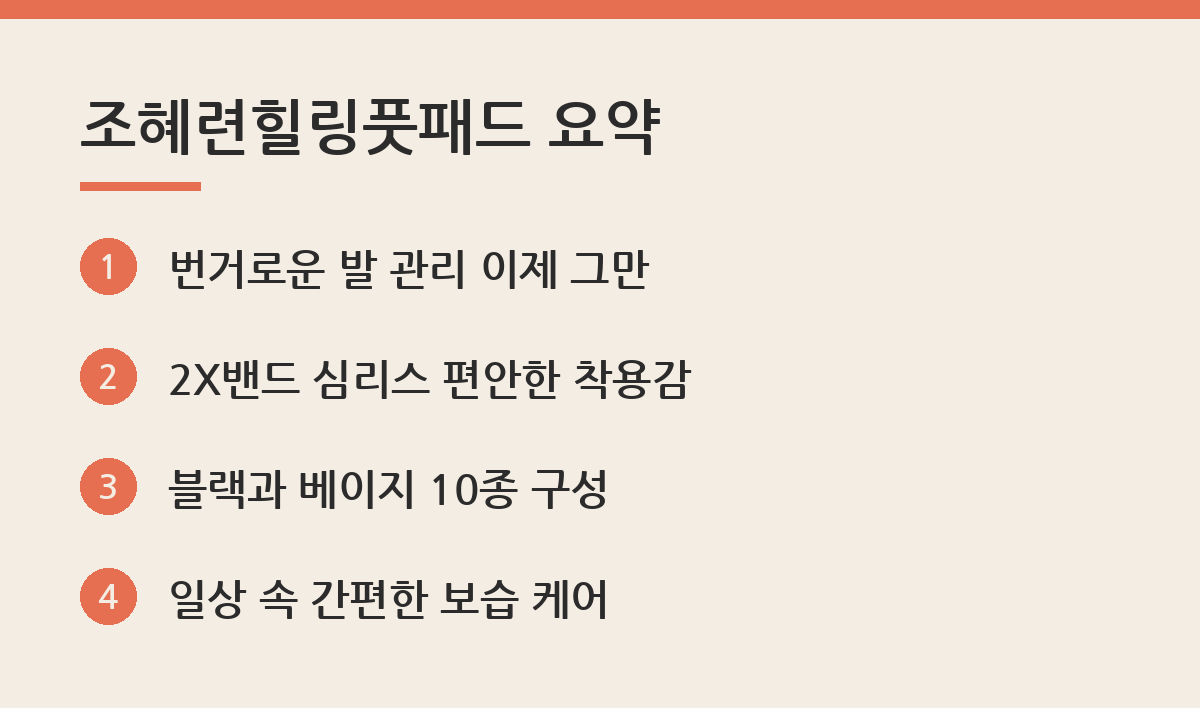 조혜련힐링풋패드 요약
1 번거로운 발 관리 이제 그만
2 2X밴드 심리스 편안한 착용감
3 블랙과 베이지 10종 구성
4 일상 속 간편한 보습 케어